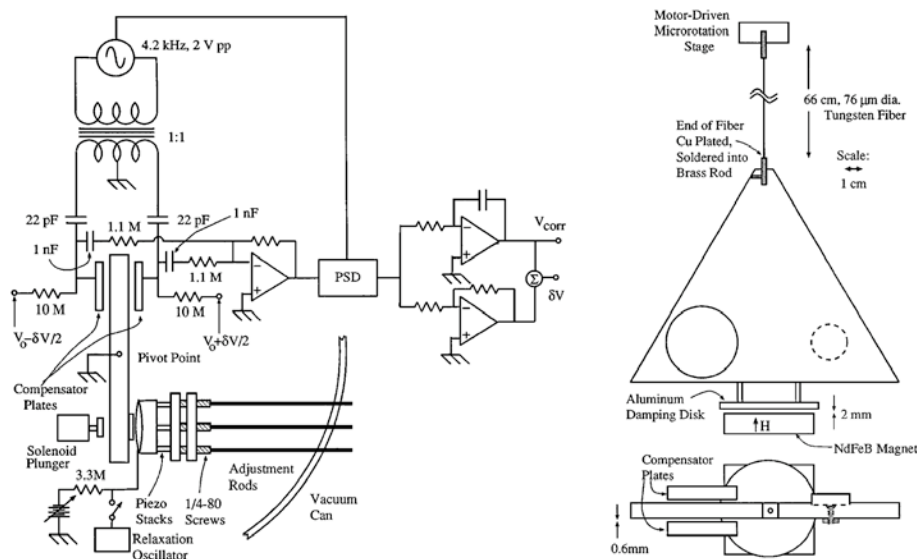 4.2 kHz, 2 V pp
1:1
22 pF
22 pF
1 nF
1.1 M
1 nF
1.1 M
10 M
10 M
V₀-δV/2
V₀+δV/2
Pivot Point
Compensator
Plates
Solenoid
Plunger
3.3M
Relaxation
Oscillator
Piezo
Stacks
1/4-80
Screws
Adjustment
Rods
Vacuum
Can
PSD
V corr
Σ
δV
Motor-Driven
Microrotation
Stage
66 cm, 76 μm dia.
Tungsten Fiber
End of Fiber
Cu Plated,
Soldered into
Brass Rod
Scale:
1 cm
Aluminum
Damping Disk
2 mm
H
NdFeB Magnet
Compensator
Plates
0.6mm